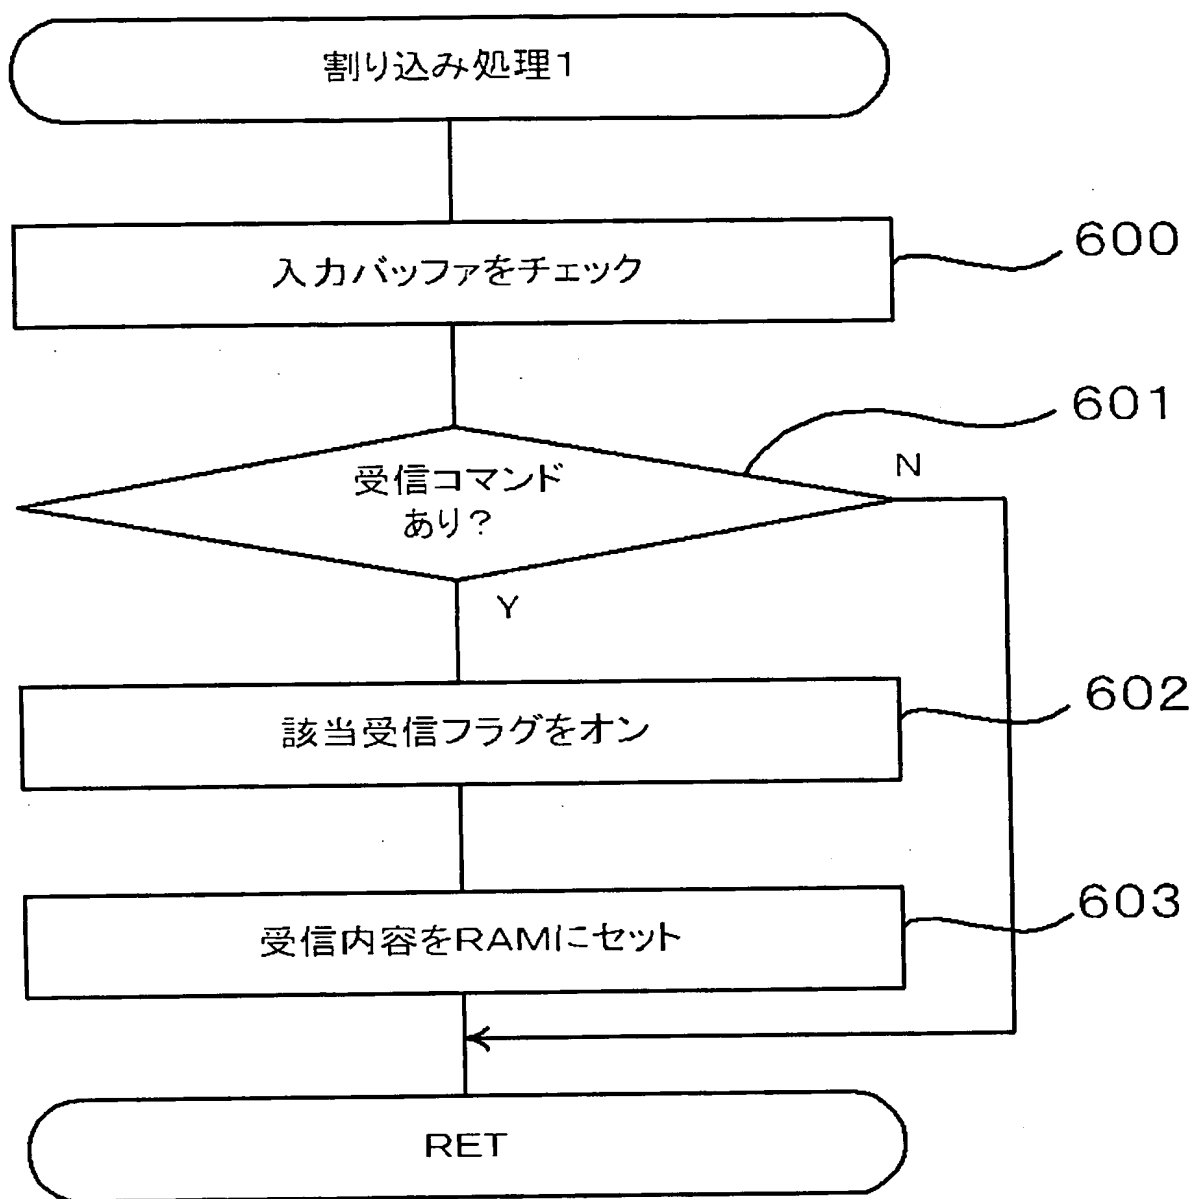 割り込み処理1
入力バッファをチェック
600
601
受信コマンド
あり?
N
Y
該当受信フラグをオン
602
受信内容をRAMにセット
603
RET